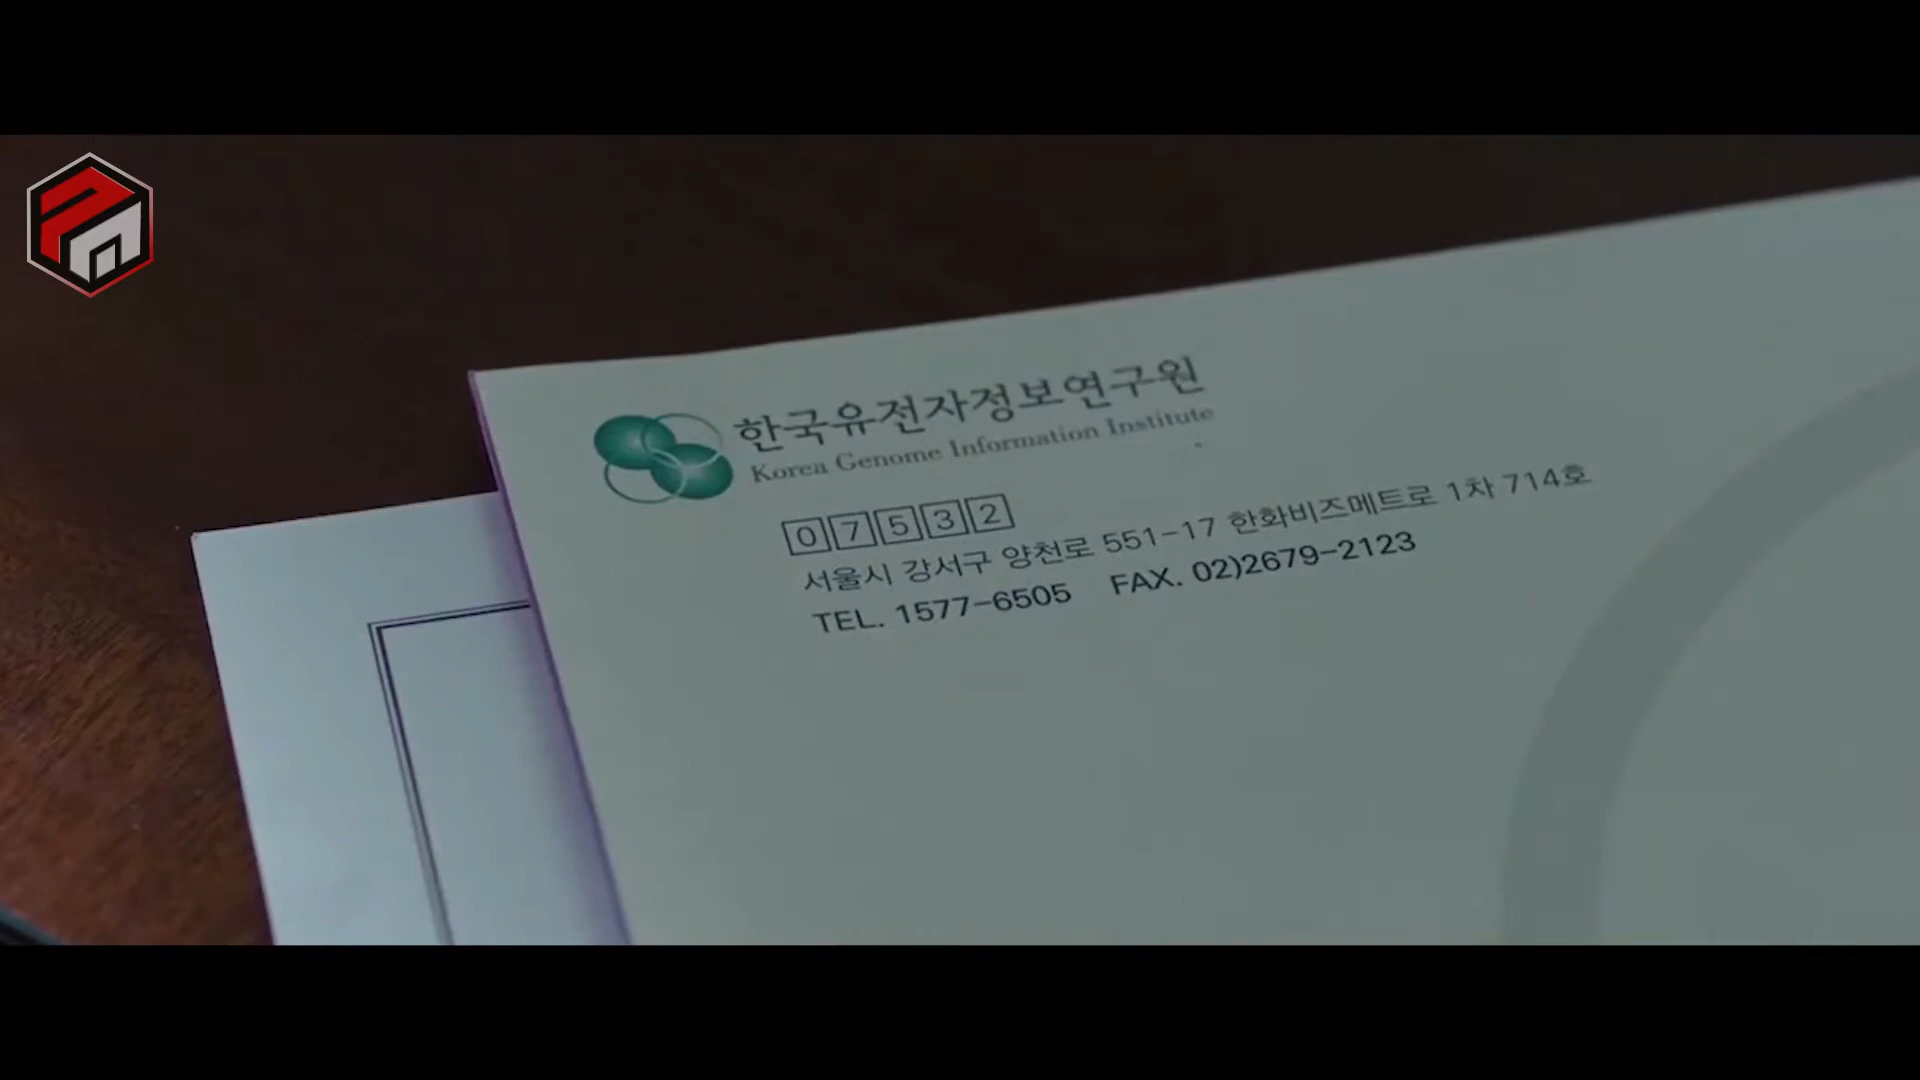 한국유전자정보연구원
Korea Genome Information Institute
07532
서울시 강서구 양천로 551-17 한화비즈메트로 1차 714호
TEL. 1577-6505 FAX. 02)2679-2123